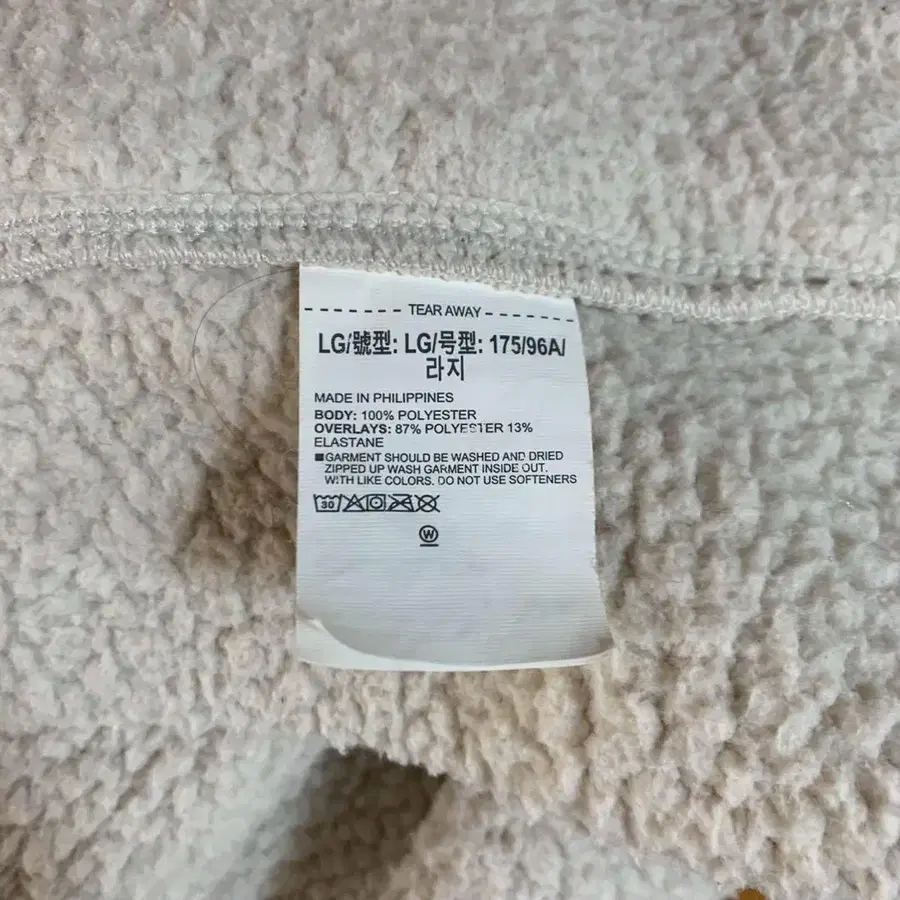 TEAR AWAY
LG/號型: LG/号型: 175/96A/
라지
MADE IN PHILIPPINES
BODY: 100% POLYESTER
OVERLAYS: 87% POLYESTER 13%
ELASTANE
■GARMENT SHOULD BE WASHED AND DRIED
ZIPPED UP WASH GARMENT INSIDE OUT.
WITH LIKE COLORS. DO NOT USE SOFTENERS
30
W